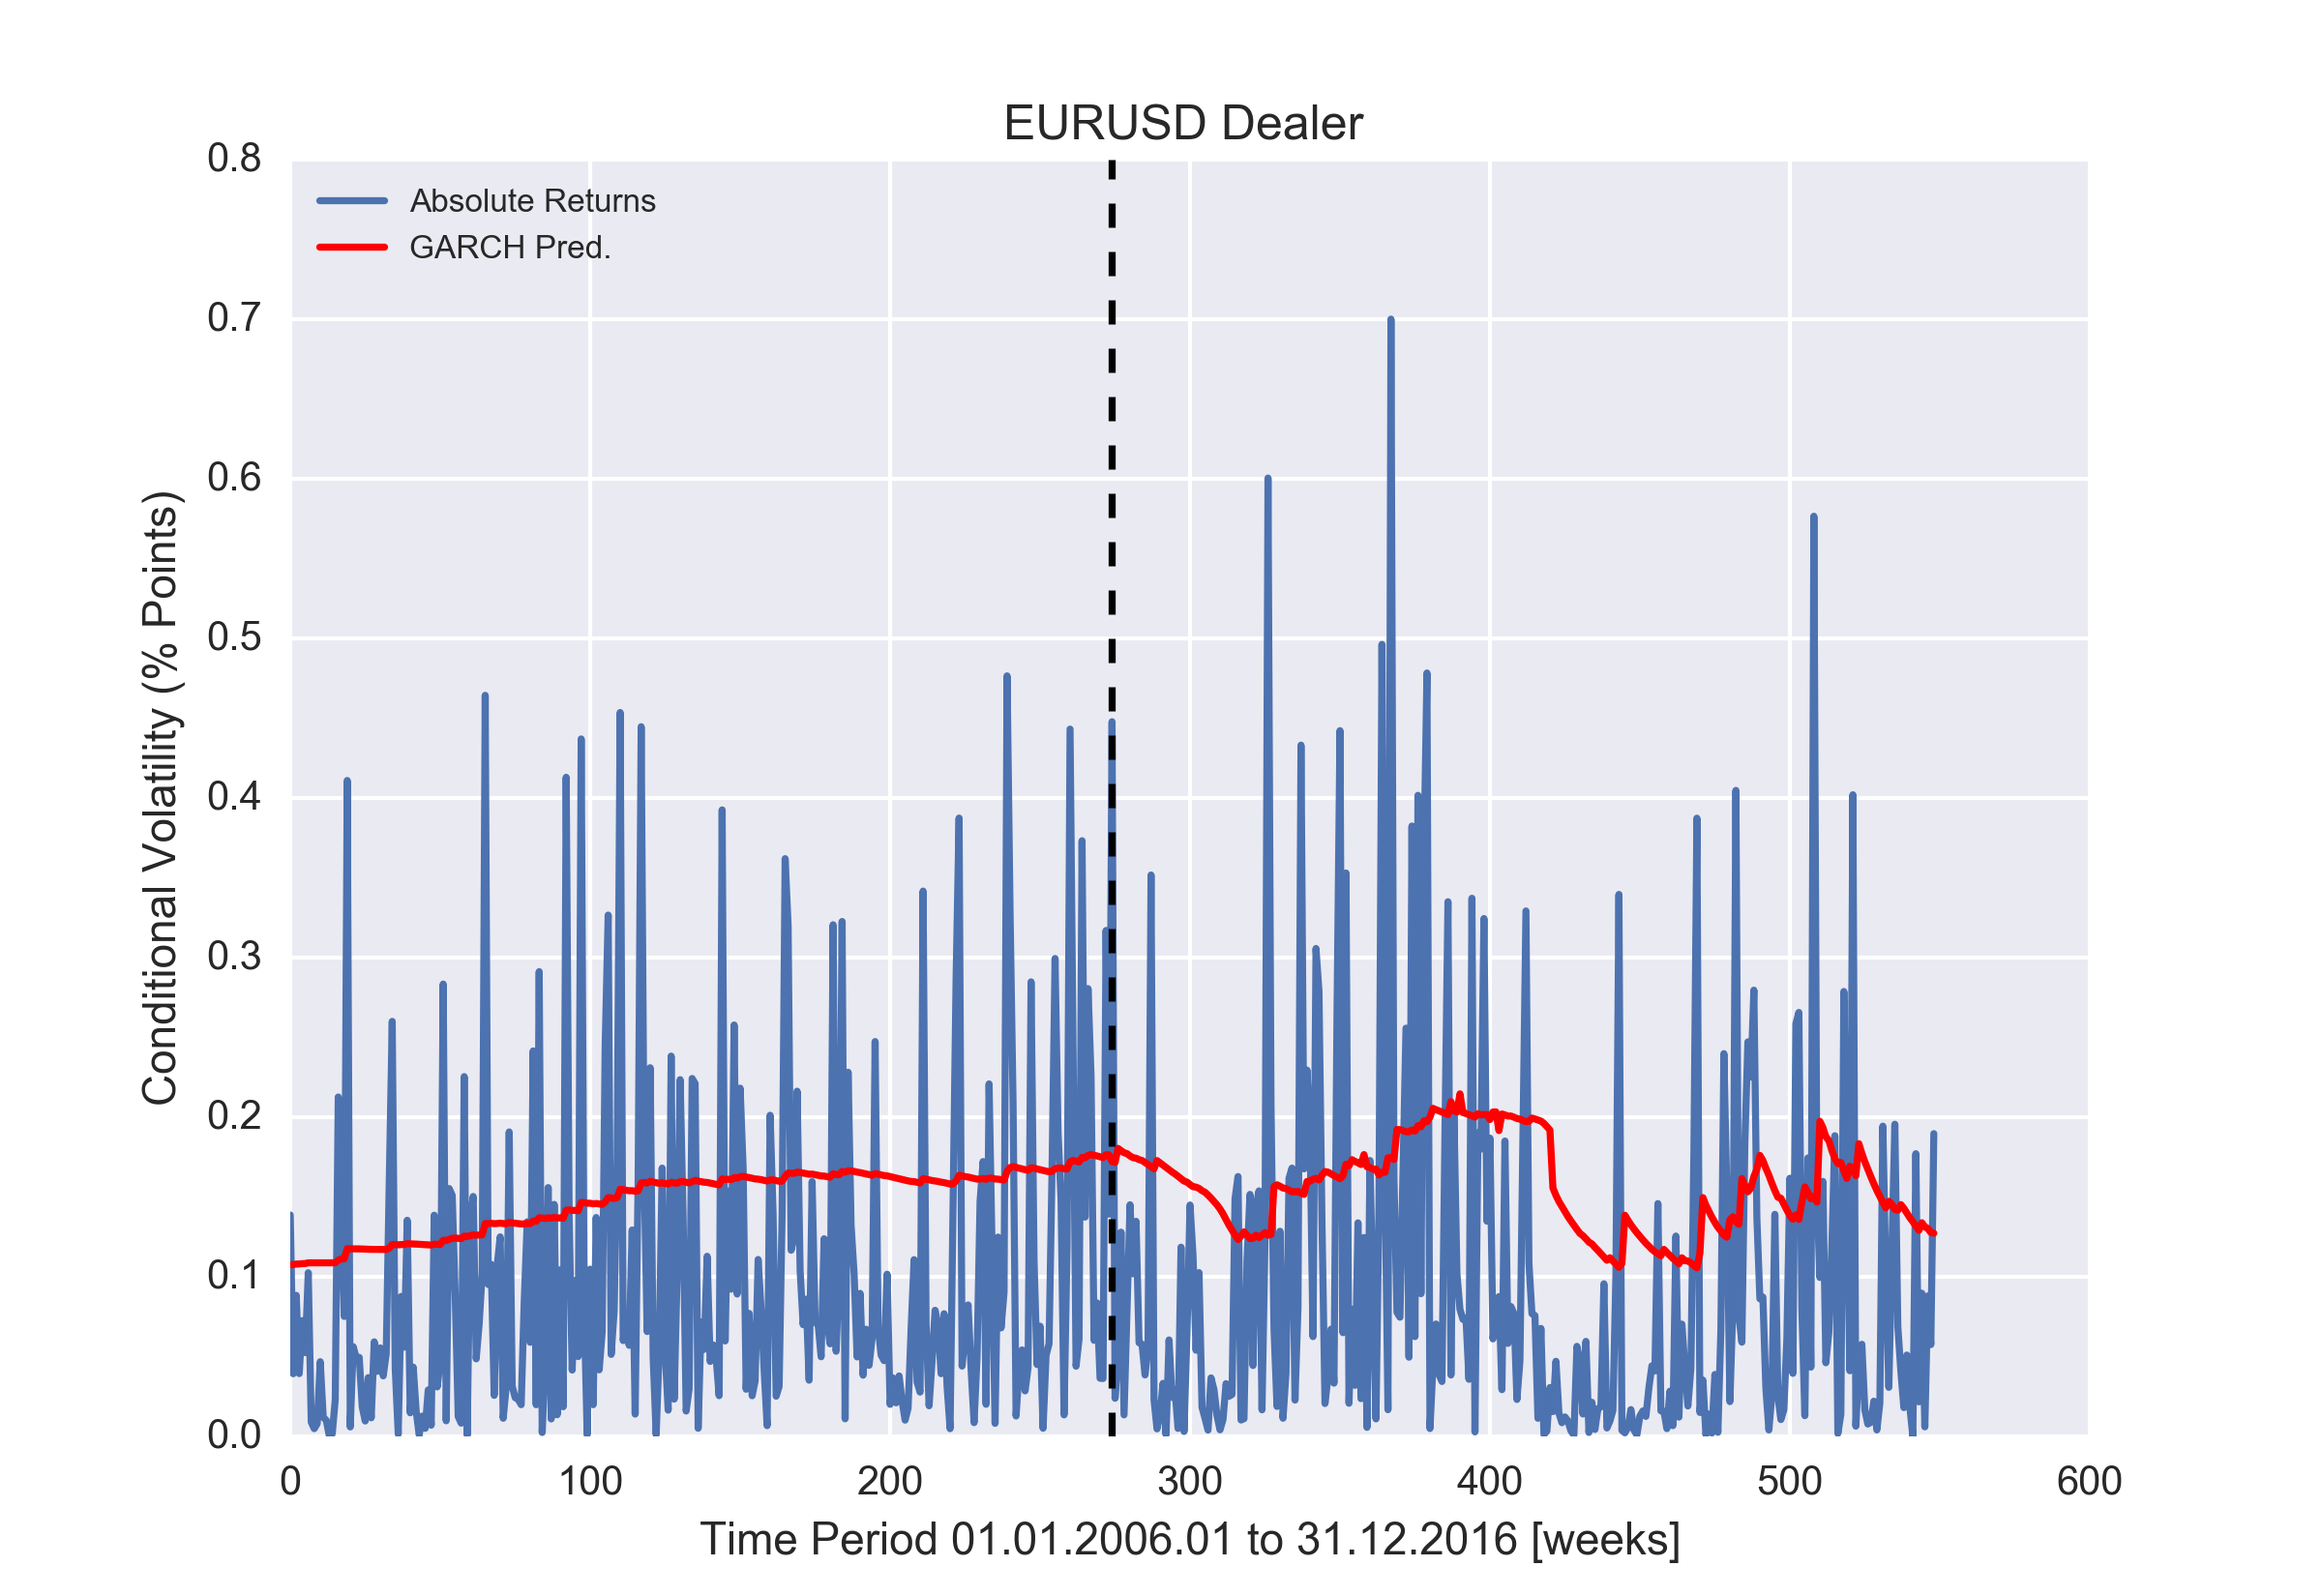 EURUSD Dealer
Absolute Returns
GARCH Pred.
Conditional Volatility (% Points)
0.8
0.7
0.6
0.5
0.4
0.3
0.2
0.1
0.0
0 100 200 300 400 500 600
Time Period 01.01.2006.01 to 31.12.2016 [weeks]